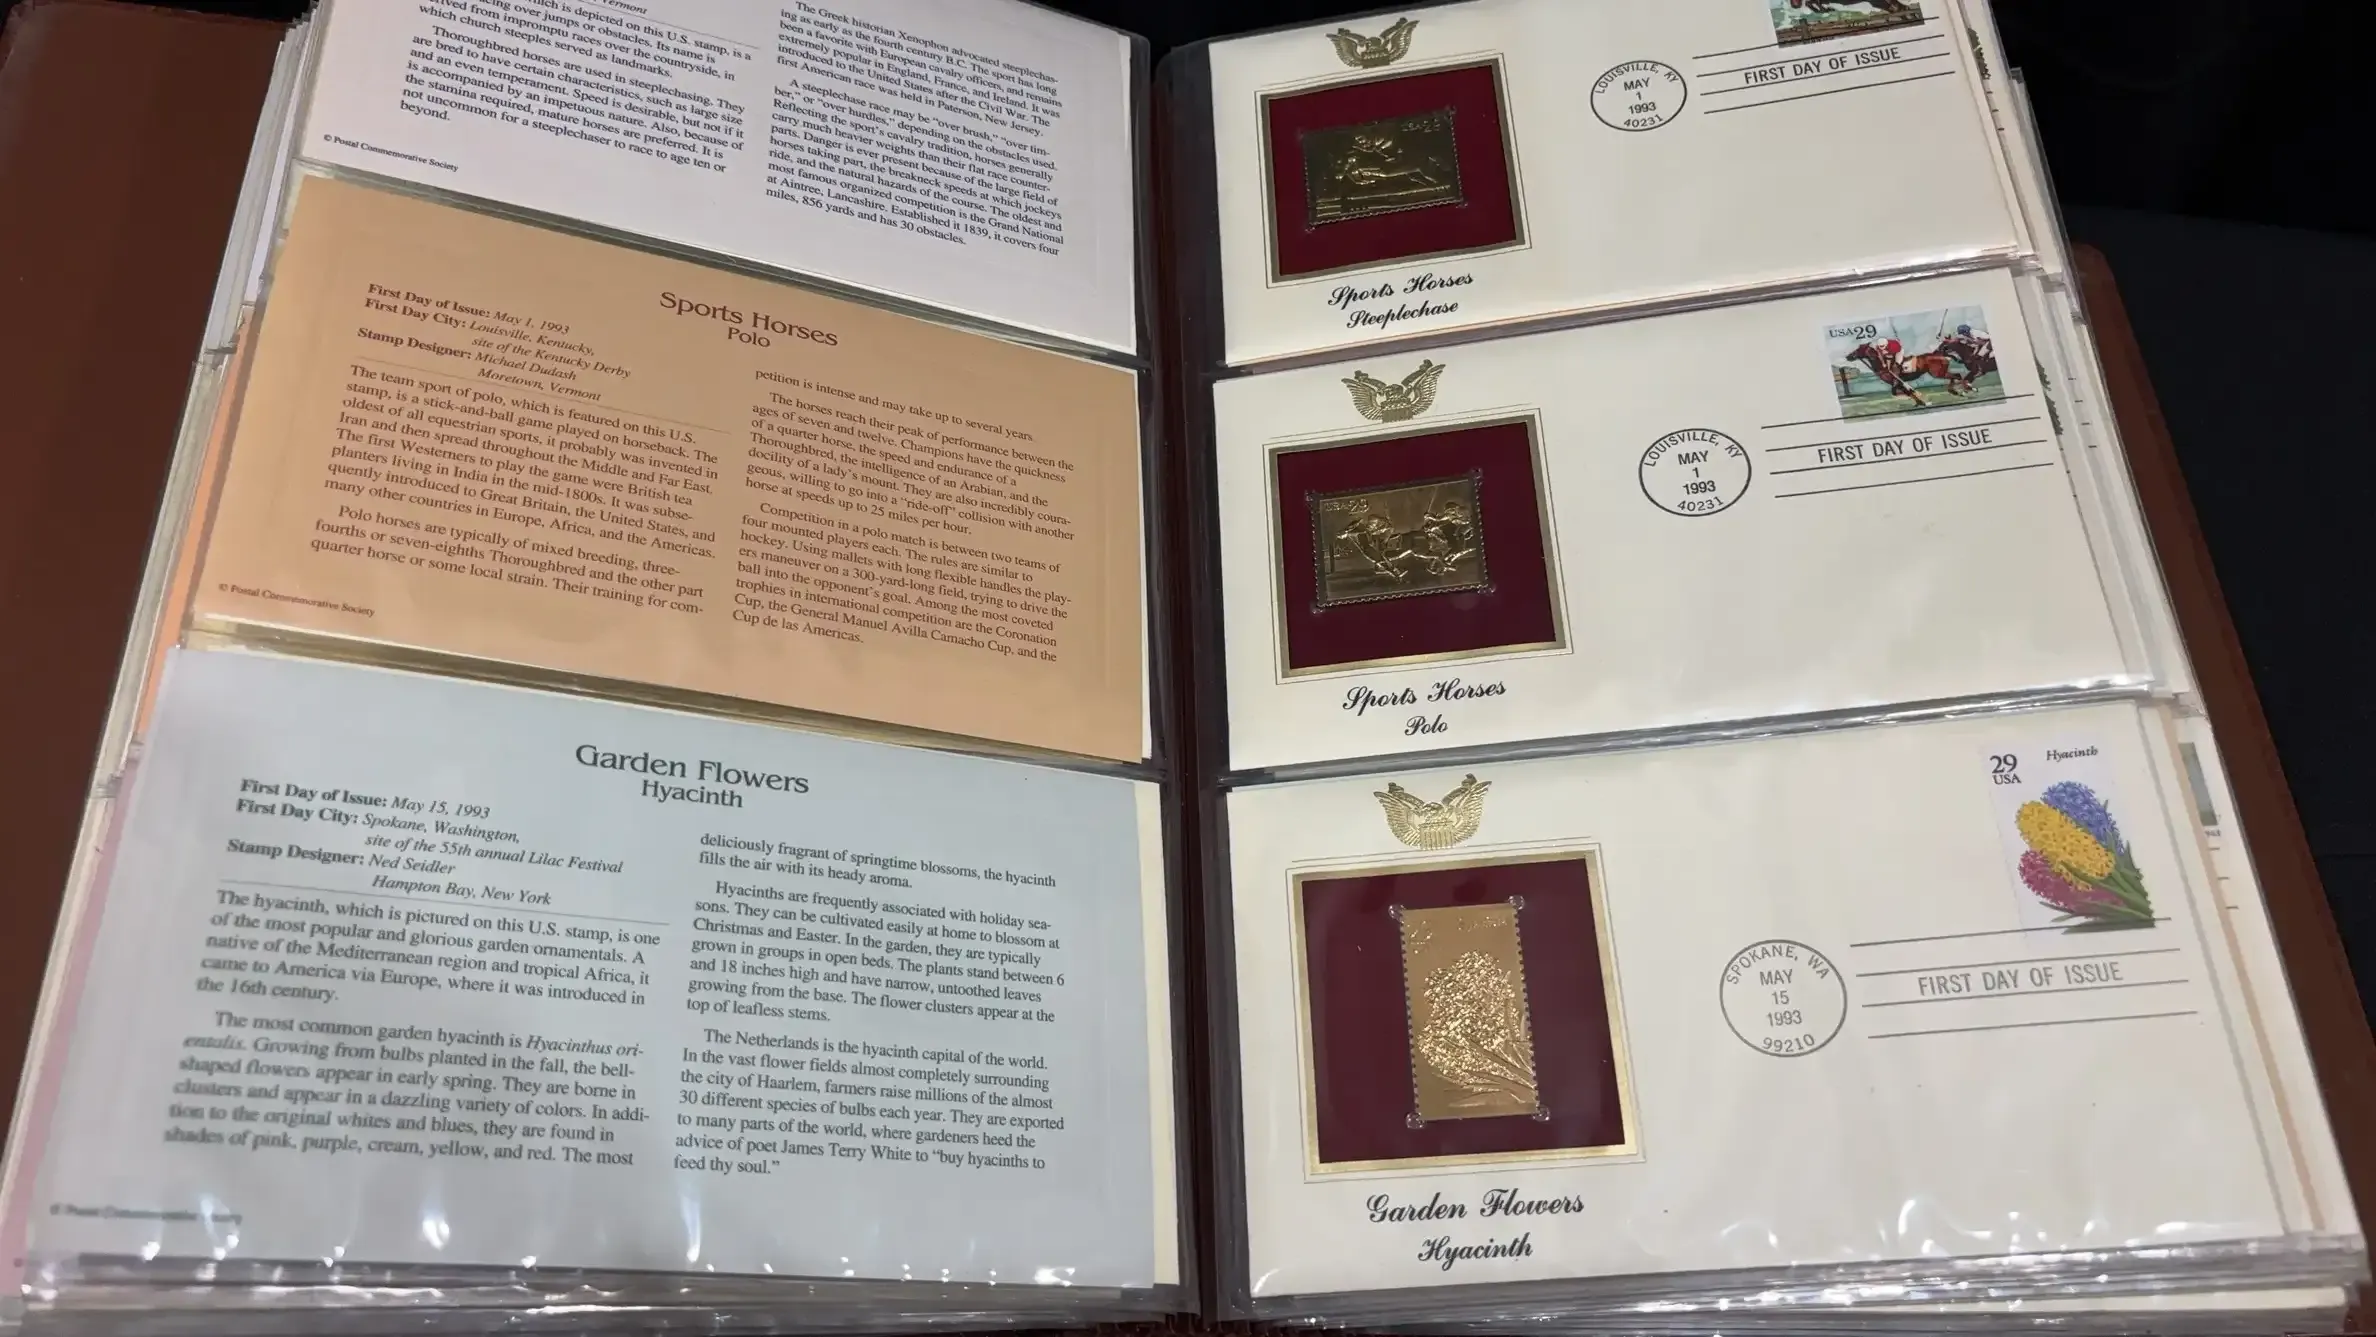 Vermont
which is depicted on this U.S. stamp, is a
racing over jumps or obstacles. Its name is
derived from impromptu races over the countryside, in
which church steeples served as landmarks.
Thoroughbred horses are used in steeplechasing. They
are bred to have certain characteristics, such as large size
and an even temperament. Speed is desirable, but not if it
is accompanied by an impetuous nature. Also, because of
the stamina required, mature horses are preferred. It is
not uncommon for a steeplechaser to race to age ten or
beyond.
© Postal Commemorative Society
The Greek historian Xenophon advocated steeplechas-
ing as early as the fourth century B.C. The sport has long
been a favorite with European cavalry officers, and remains
extremely popular in England, France, and Ireland. It was
introduced to the United States after the Civil War. The
first American race was held in Paterson, New Jersey.
A steeplechase race may be "over brush," "over tim-
ber," or "over hurdles," depending on the obstacles used.
Reflecting the sport's cavalry tradition, horses generally
carry much heavier weights than their flat race counter-
parts. Danger is ever present because of the large field of
horses taking part, the breakneck speeds at which jockeys
ride, and the natural hazards of the course. The oldest and
most famous organized competition is the Grand National
at Aintree, Lancashire. Established it 1839, it covers four
miles, 856 yards and has 30 obstacles.
Sports Horses
Polo
First Day of Issue: May 1, 1993
First Day City: Louisville, Kentucky,
site of the Kentucky Derby
Stamp Designer: Michael Dudash
Moretown, Vermont
The team sport of polo, which is featured on this U.S.
stamp, is a stick-and-ball game played on horseback. The
oldest of all equestrian sports, it probably was invented in
Iran and then spread throughout the Middle and Far East.
The first Westerners to play the game were British tea
planters living in India in the mid-1800s. It was subse-
quently introduced to Great Britain, the United States, and
many other countries in Europe, Africa, and the Americas.
Polo horses are typically of mixed breeding, three-
fourths or seven-eighths Thoroughbred and the other part
quarter horse or some local strain. Their training for com-
© Postal Commemorative Society
petition is intense and may take up to several years.
The horses reach their peak of performance between the
ages of seven and twelve. Champions have the quickness
of a quarter horse, the speed and endurance of a
Thoroughbred, the intelligence of an Arabian, and the
docility of a lady's mount. They are also incredibly coura-
geous, willing to go into a "ride-off" collision with another
horse at speeds up to 25 miles per hour.
Competition in a polo match is between two teams of
four mounted players each. The rules are similar to
hockey. Using mallets with long flexible handles the play-
ers maneuver on a 300-yard-long field, trying to drive the
ball into the opponent's goal. Among the most coveted
trophies in international competition are the Coronation
Cup, the General Manuel Avilla Camacho Cup, and the
Cup de las Americas.
Garden Flowers
Hyacinth
First Day of Issue: May 15, 1993
First Day City: Spokane, Washington,
site of the 55th annual Lilac Festival
Stamp Designer: Ned Seidler
Hampton Bay, New York
The hyacinth, which is pictured on this U.S. stamp, is one
of the most popular and glorious garden ornamentals. A
native of the Mediterranean region and tropical Africa, it
came to America via Europe, where it was introduced in
the 16th century.
The most common garden hyacinth is Hyacinthus ori-
entalis. Growing from bulbs planted in the fall, the bell-
shaped flowers appear in early spring. They are borne in
clusters and appear in a dazzling variety of colors. In addi-
tion to the original whites and blues, they are found in
shades of pink, purple, cream, yellow, and red. The most
© Postal Commemorative Society
deliciously fragrant of springtime blossoms, the hyacinth
fills the air with its heady aroma.
Hyacinths are frequently associated with holiday sea-
sons. They can be cultivated easily at home to blossom at
Christmas and Easter. In the garden, they are typically
grown in groups in open beds. The plants stand between 6
and 18 inches high and have narrow, untoothed leaves
growing from the base. The flower clusters appear at the
top of leafless stems.
The Netherlands is the hyacinth capital of the world.
In the vast flower fields almost completely surrounding
the city of Haarlem, farmers raise millions of the almost
30 different species of bulbs each year. They are exported
to many parts of the world, where gardeners heed the
advice of poet James Terry White to "buy hyacinths to
feed thy soul."
USA 29
Sports Horses
Steeplechase
LOUISVILLE, KY
MAY
1
1993
40231
FIRST DAY OF ISSUE
USA 29
Sports Horses
Polo
USA 29
LOUISVILLE, KY
MAY
1
1993
40231
FIRST DAY OF ISSUE
Garden Flowers
Hyacinth
29
USA
Hyacinth
SPOKANE, WA
MAY
15
1993
99210
FIRST DAY OF ISSUE